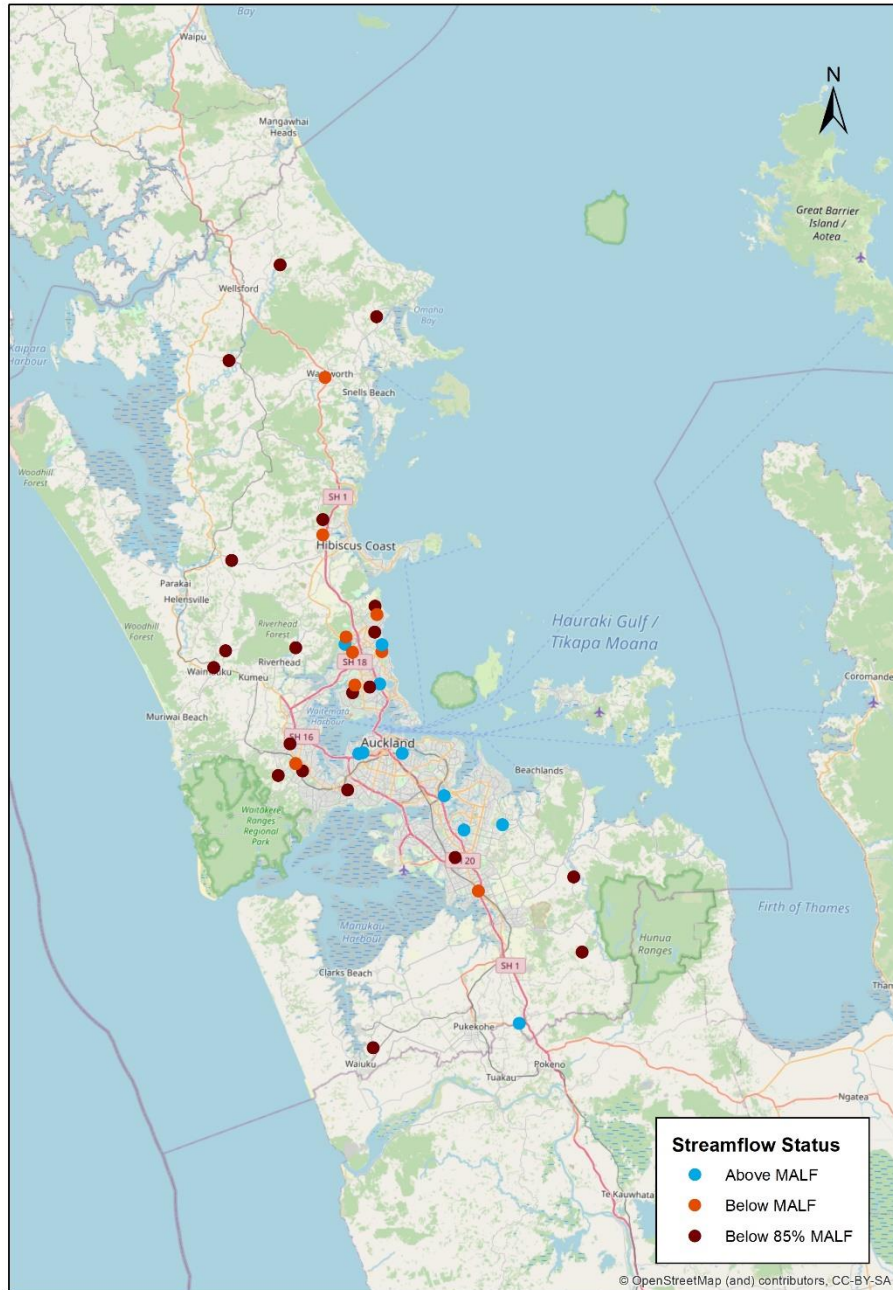 Bay
Waipu
Mangawhai
Heads
N
Great Barrier
Island /
Aotea
Wellsford
Omaha
Bay
Kaipara
Harbour
Snells Beach
Woodhill
Forest
SH 1
Hibiscus Coast
Parakai
Helensville
Woodhill
Forest
Riverhead
Forest
Hauraki Gulf /
Tikapa Moana
Riverhead
SH 18
Kumeu
Coromande
Muriwai Beach
Waitematā
Harbour
SH 16
Auckland
Beachlands
Waitākere
Ranges
Regional
Park
20
Firth of Thames
Manukau
Harbour
Hunua
Ranges
Clarks Beach
SH 1
Than
Pukekohe
Waiuku
Pokeno
Tuakau
Ngatea
Te Kauwhata
Streamflow Status
Above MALF
Below MALF
Below 85% MALF
© OpenStreetMap (and) contributors, CC-BY-SA